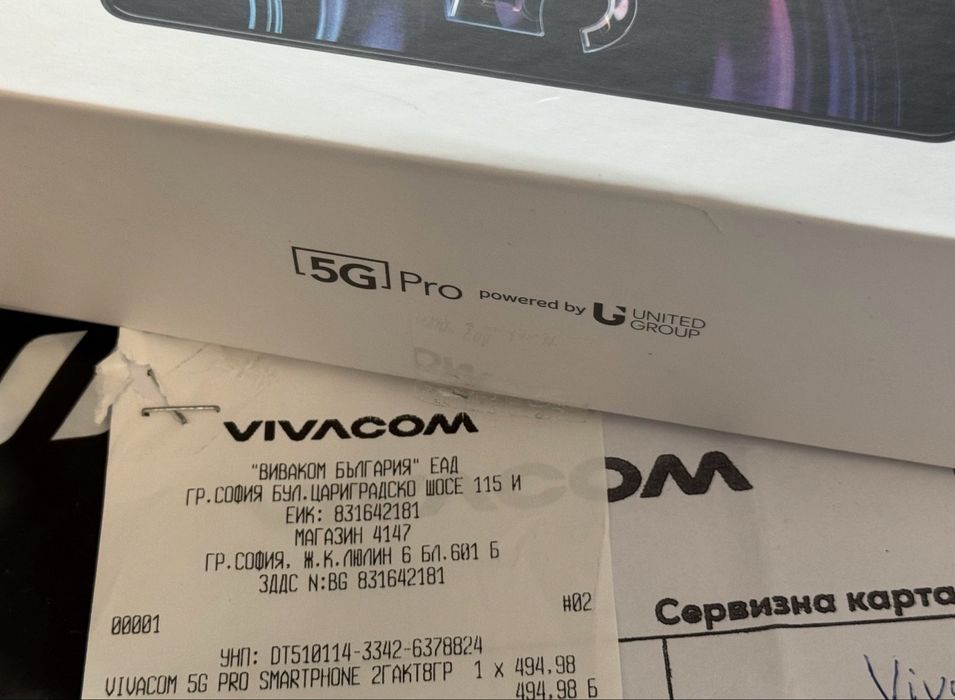 [5G] Pro powered by UNITED GROUP
VIVACOM
"ВИВАКОМ БЪЛГАРИЯ" ЕАД
ГР.СОФИЯ БУЛ.ЦАРИГРАДСКО ШОСЕ 115 И
ЕИК: 831642181
МАГАЗИН 4147
ГР.СОФИЯ, Ж.К.ЛЮЛИН 6 БЛ.601 Б
ЗДДС N:BG 831642181
00001 #02
УНП: DT510114-3342-6378824
VIVACOM 5G PRO SMARTPHONE 2ГАКТ8ГР 1 x 494,98
494,98 Б
OM
Сервизна карта
Viv